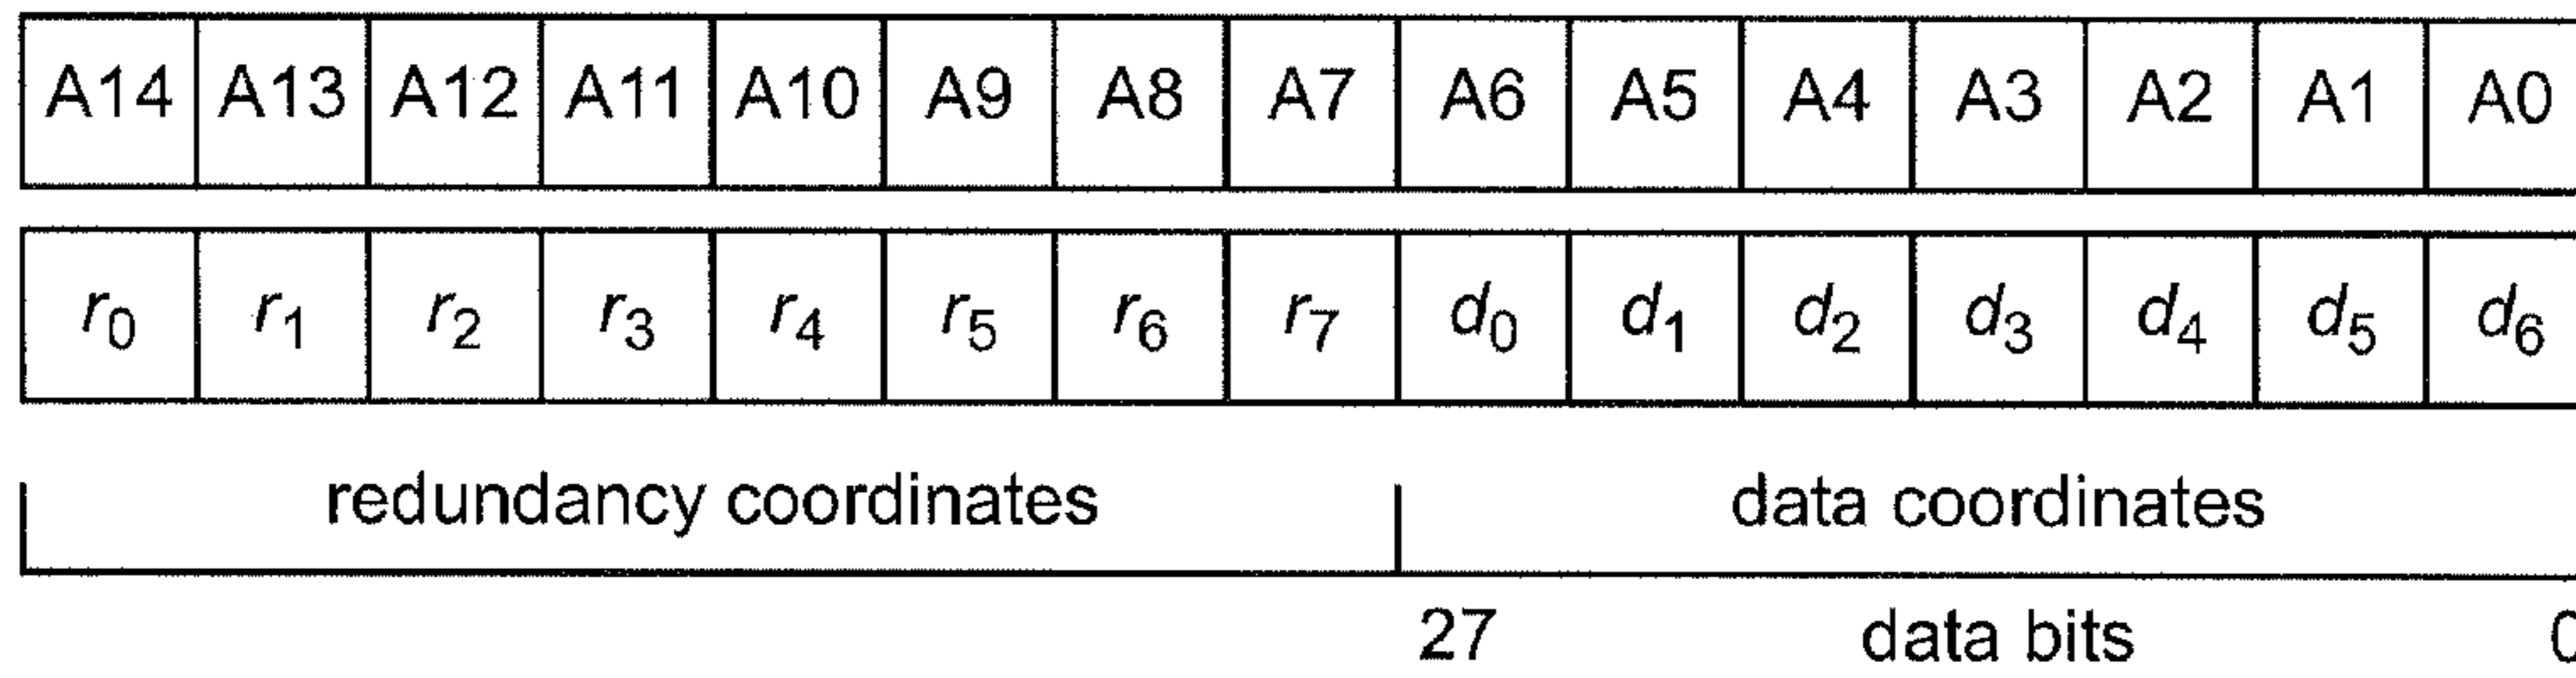 A14 A13 A12 A11 A10 A9 A8 A7 A6 A5 A4 A3 A2 A1 A0
r0 r1 r2 r3 r4 r5 r6 r7 d0 d1 d2 d3 d4 d5 d6
redundancy coordinates data coordinates
27 data bits 0